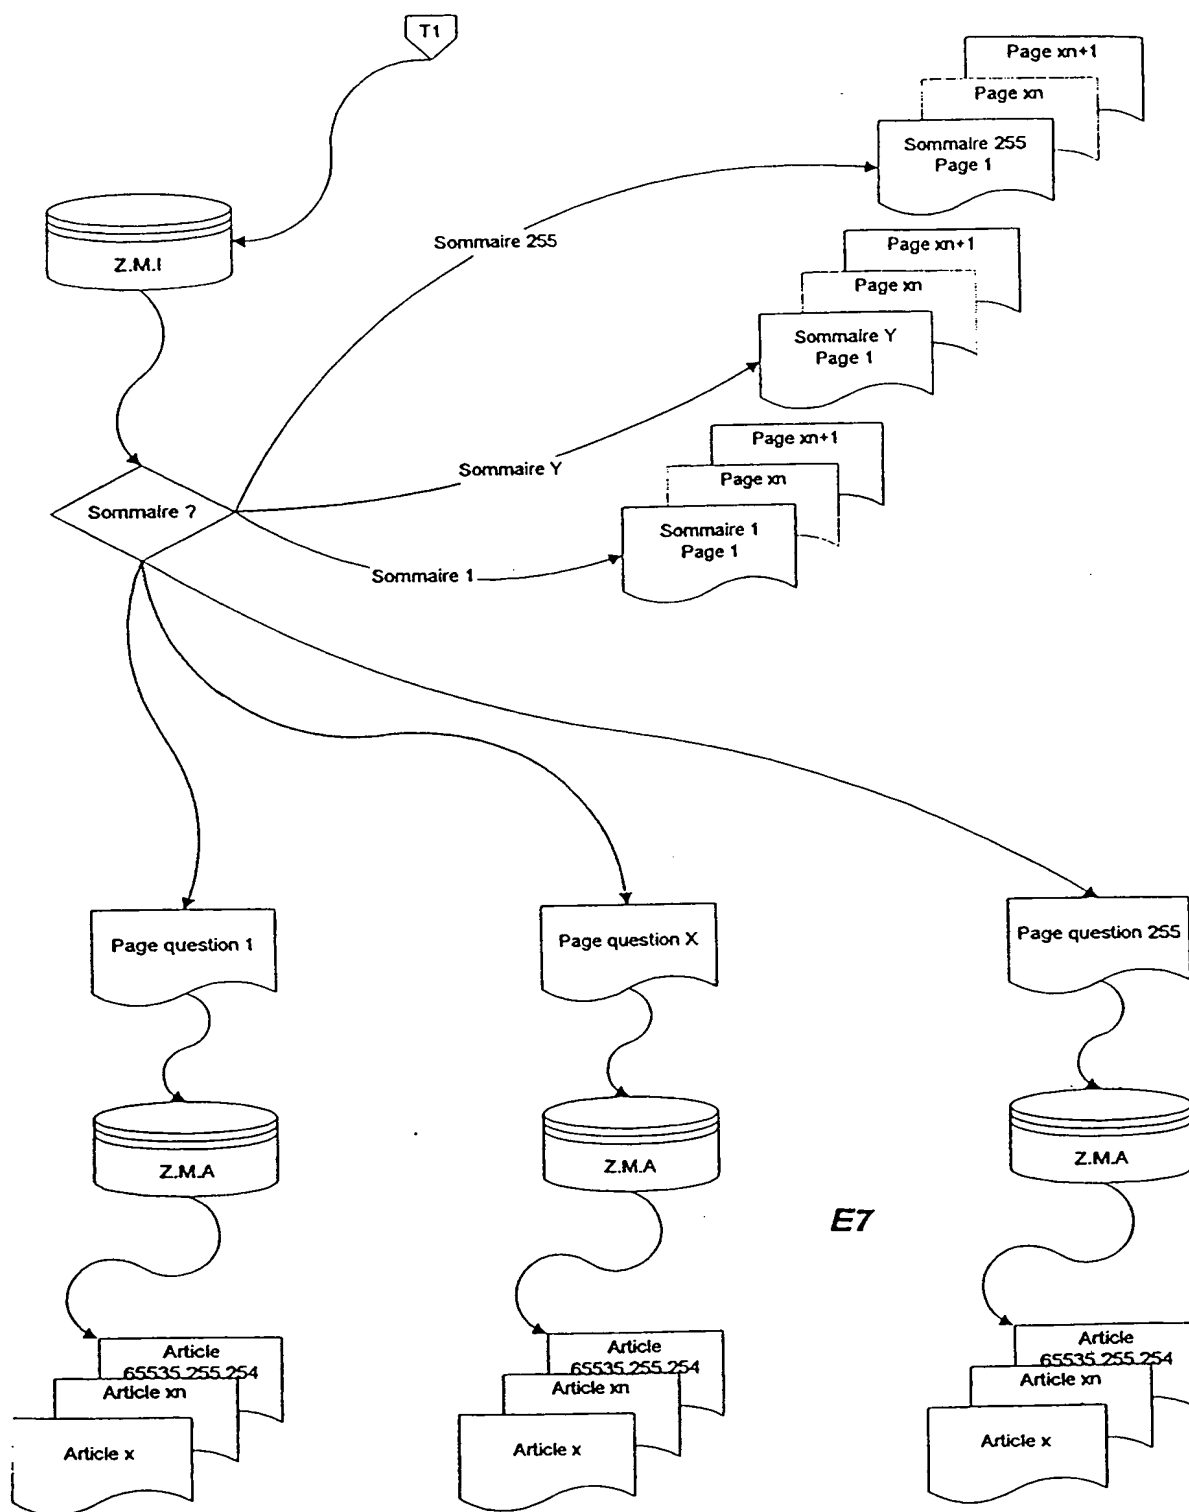 T1
Page xn+1
Page xn
Sommaire 255
Page 1
Sommaire 255
Z.M.I
Page xn+1
Page xn
Sommaire Y
Page 1
Page xn+1
Sommaire Y
Page xn
Sommaire ?
Sommaire 1
Page 1
Sommaire 1
Page question 1
Page question X
Page question 255
Z.M.A
Z.M.A
Z.M.A
E7
Article
65535.255.254
Article xn
Article x
Article
65535.255.254
Article xn
Article x
Article
65535.255.254
Article xn
Article x